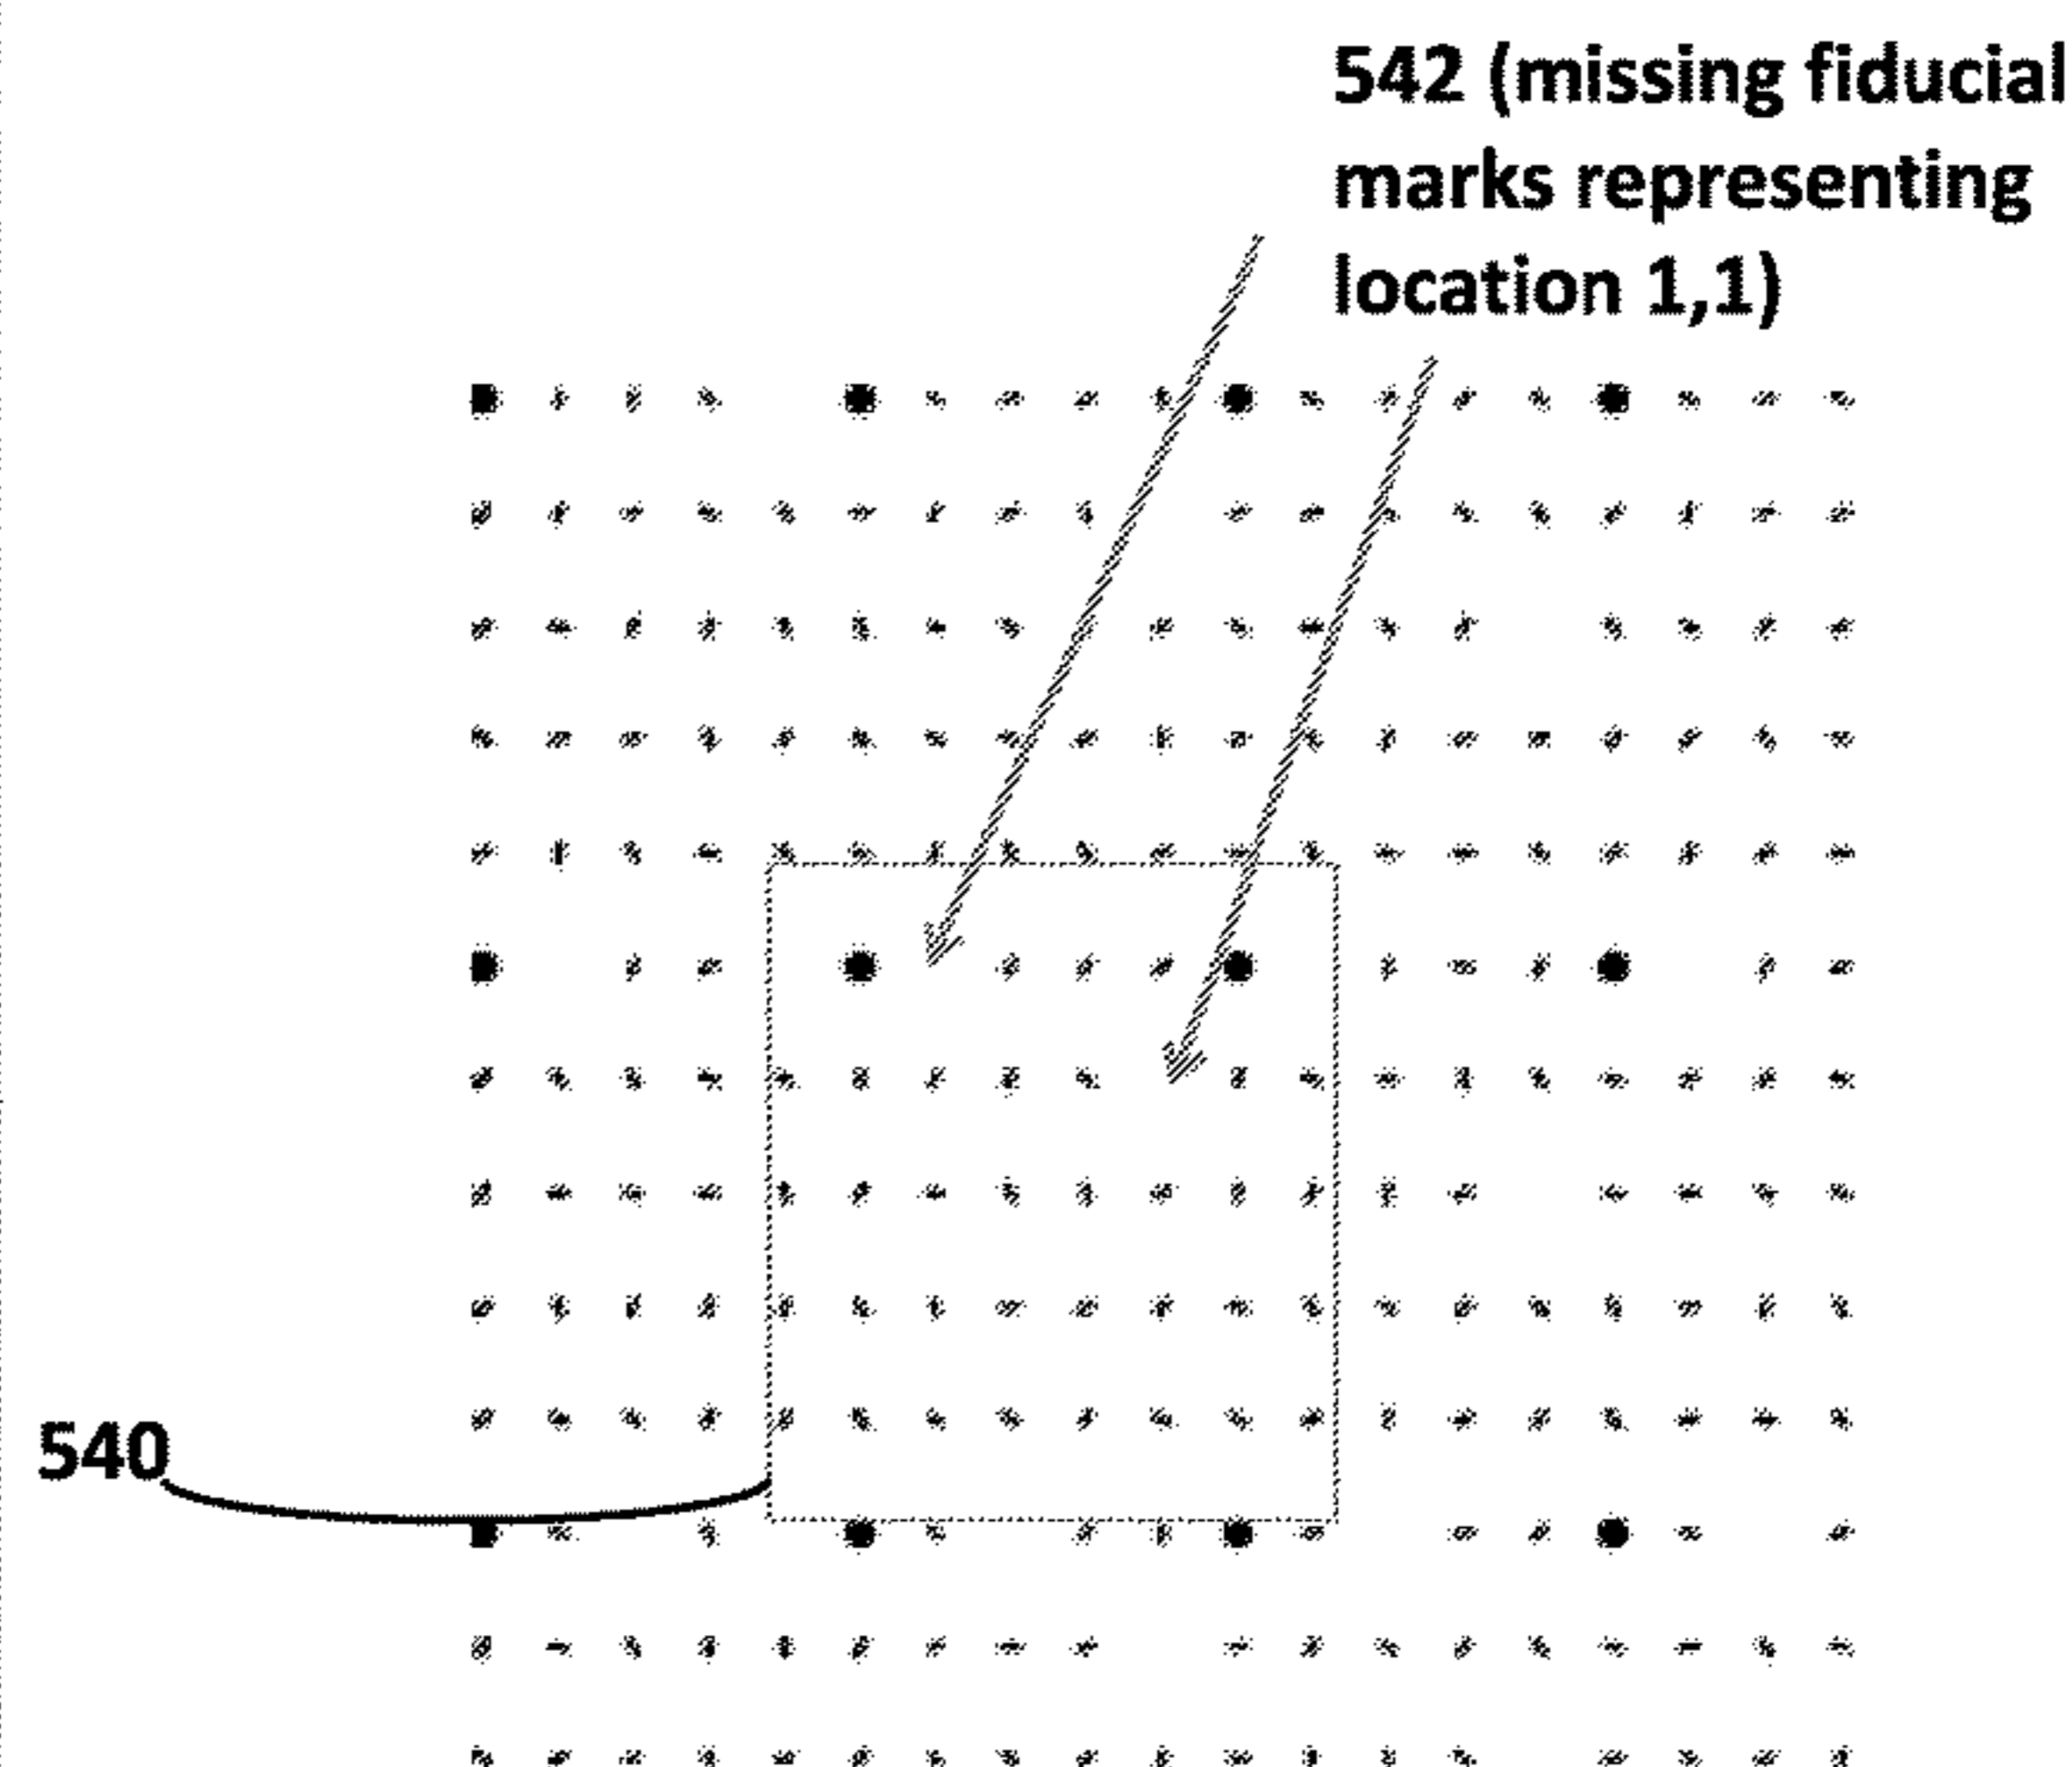 542 (missing fiducial
marks representing
location 1,1)
540